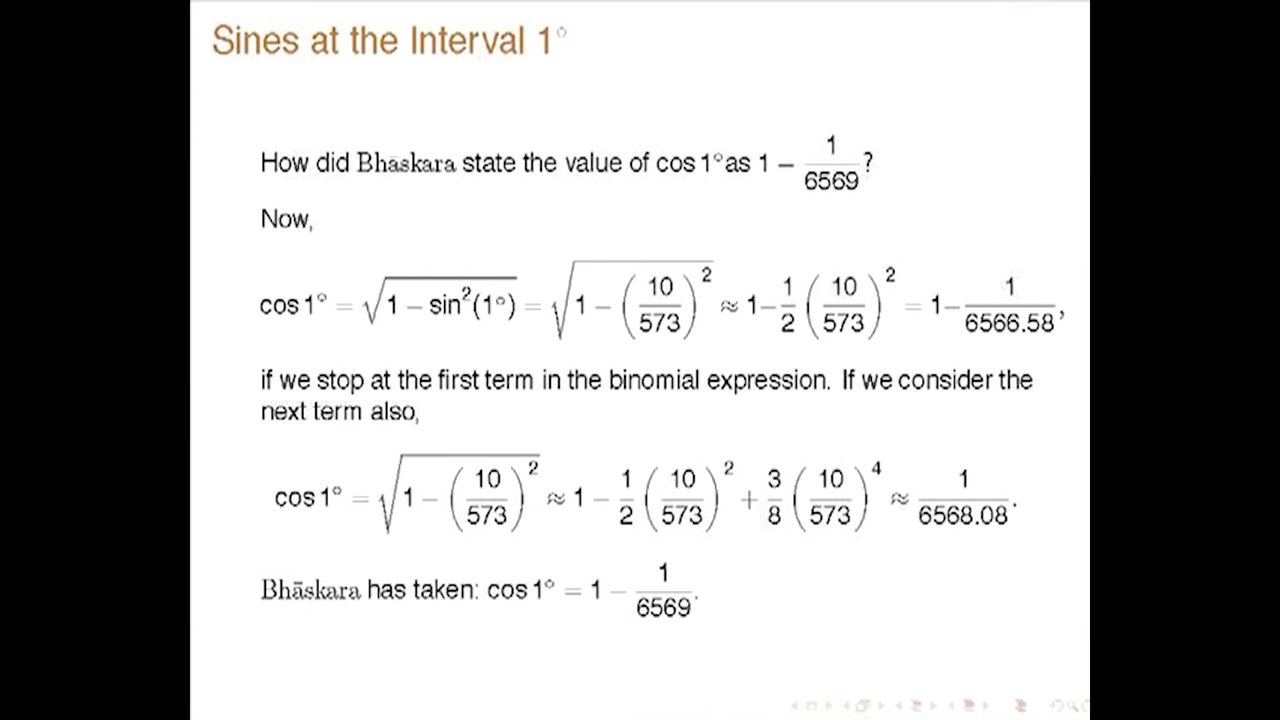 Sines at the Interval 1°
How did Bhāskara state the value of cos 1° as 1 − 1/6569?
Now,
cos 1° = √(1 − sin²(1°)) = √(1 − (10/573)²) ≈ 1 − 1/2 (10/573)² = 1 − 1/6566.58,
if we stop at the first term in the binomial expression. If we consider the
next term also,
cos 1° = √(1 − (10/573)²) ≈ 1 − 1/2 (10/573)² + 3/8 (10/573)⁴ ≈ 1/6568.08.
Bhāskara has taken: cos 1° = 1 − 1/6569.